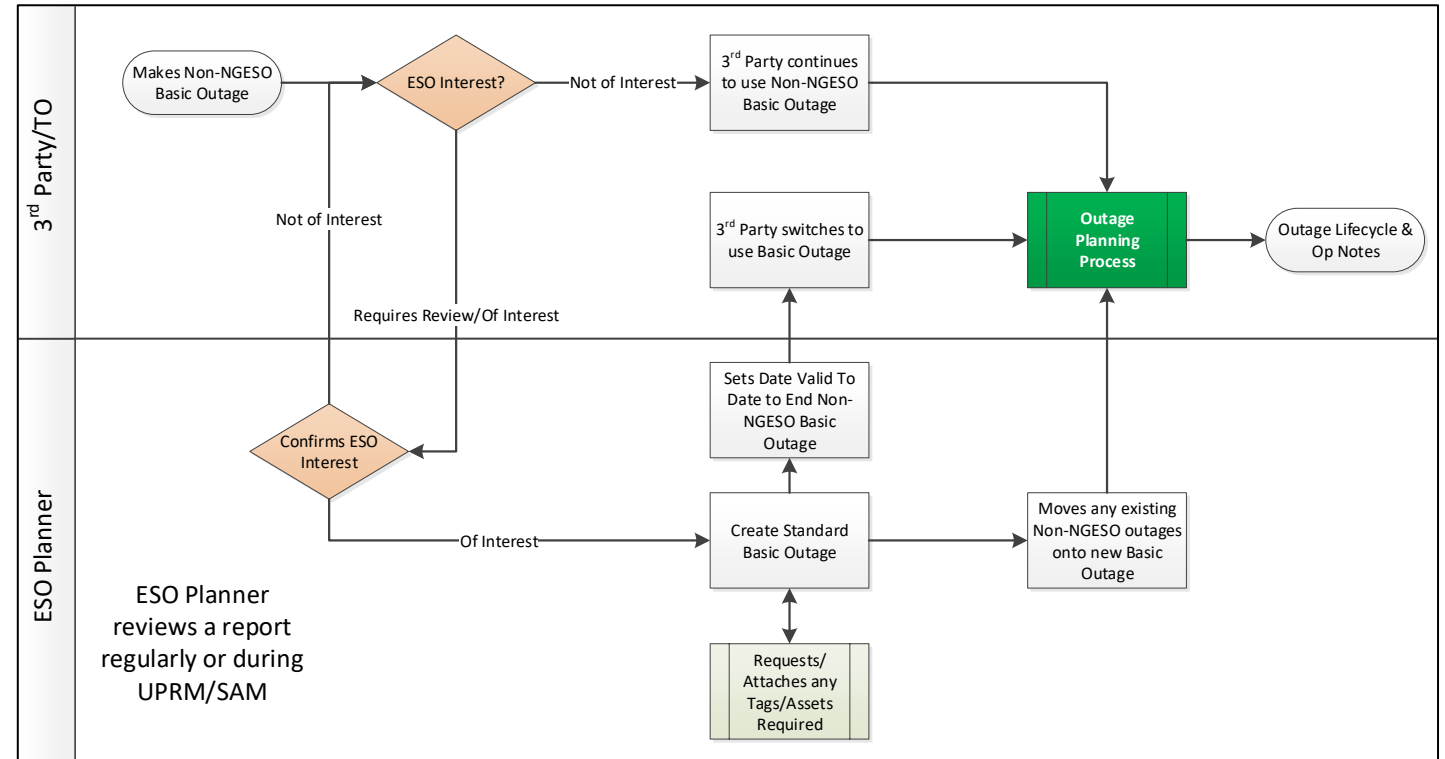 3rd Party/TO
Makes Non-NGESO
Basic Outage
ESO Interest?
Not of Interest
3rd Party continues
to use Non-NGESO
Basic Outage
Not of Interest
3rd Party switches to
use Basic Outage
Outage
Planning
Process
Outage Lifecycle &
Op Notes
Requires Review/Of Interest
ESO Planner
Sets Date Valid To
Date to End Non-
NGESO Basic
Outage
Confirms ESO
Interest
Of Interest
Create Standard
Basic Outage
Moves any existing
Non-NGESO outages
onto new Basic
Outage
ESO Planner
reviews a report
regularly or during
UPRM/SAM
Requests/
Attaches any
Tags/Assets
Required